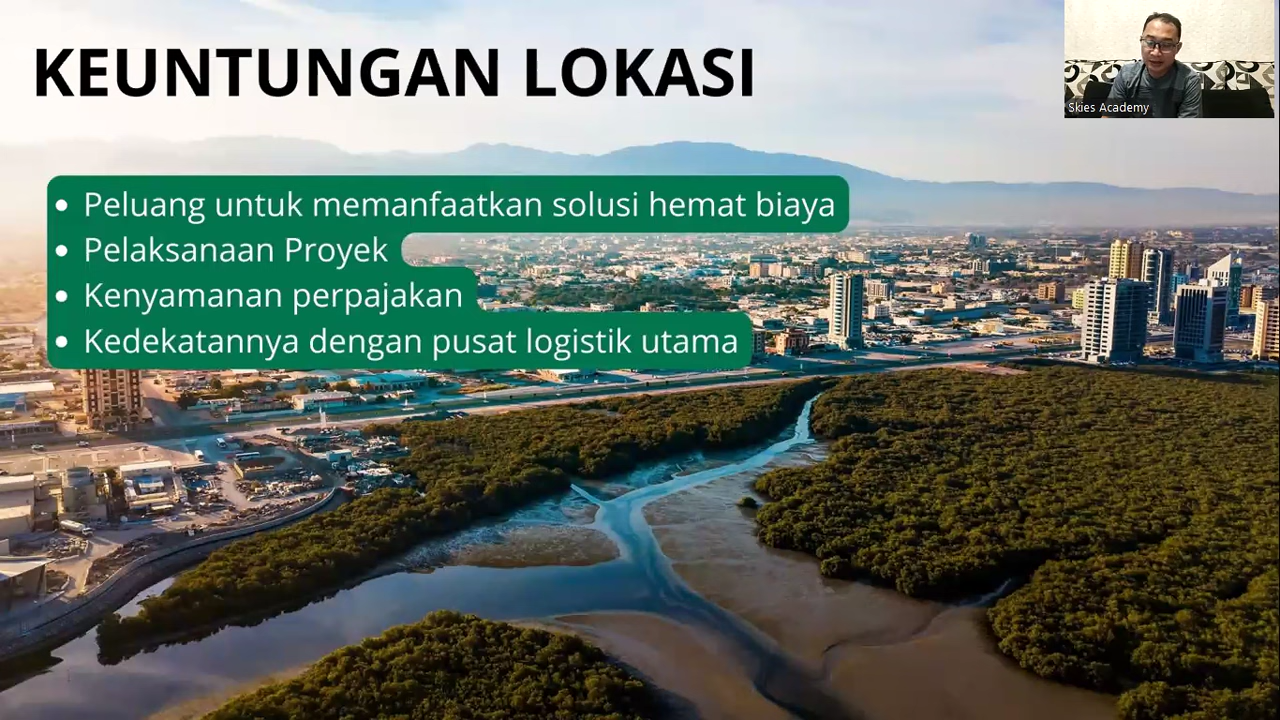 KEUNTUNGAN LOKASI
Skies Academy
• Peluang untuk memanfaatkan solusi hemat biaya
• Pelaksanaan Proyek
• Kenyamanan perpajakan
• Kedekatannya dengan pusat logistik utama